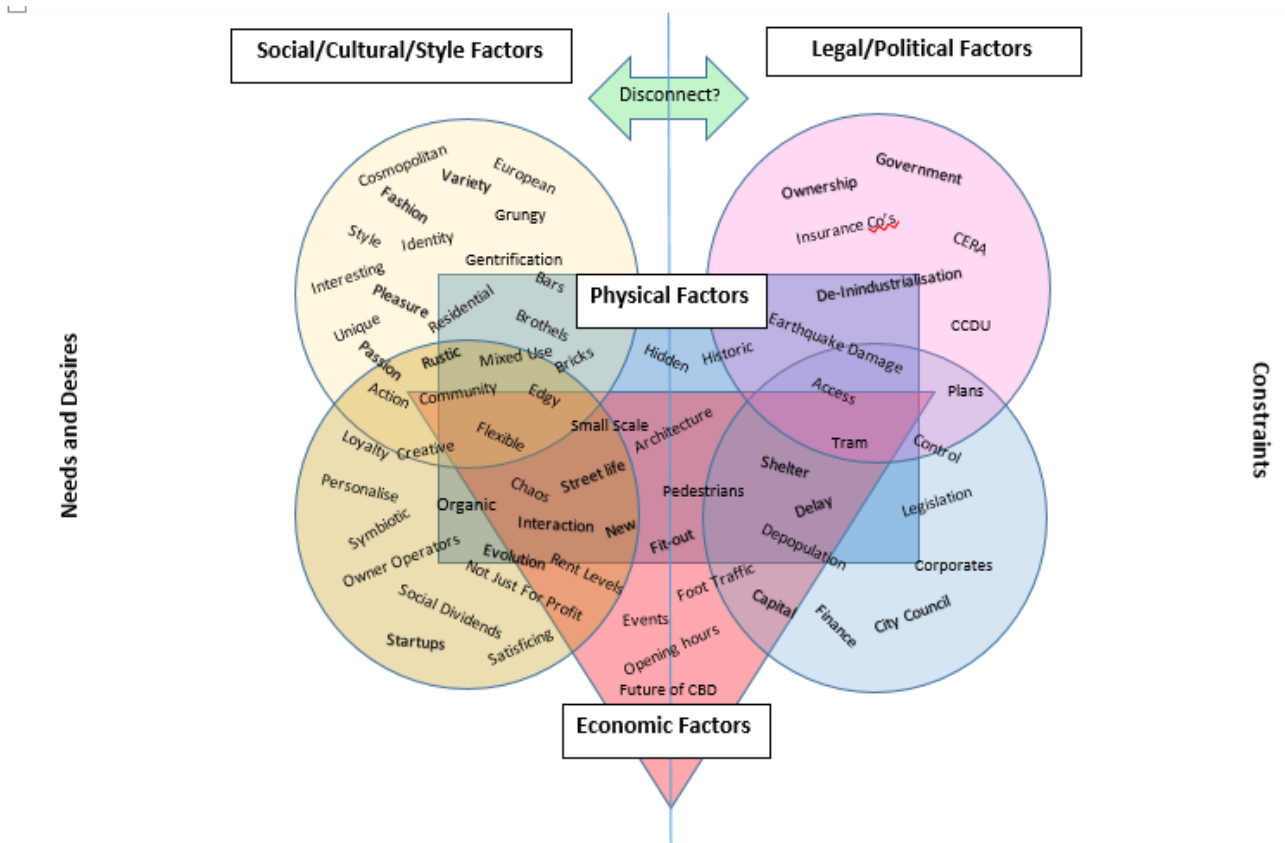 Social/Cultural/Style Factors
Legal/Political Factors
Disconnect?
Cosmopolitan
European
Variety
Fashion
Grungy
Style
Identity
Gentrification
Interesting
Bars
Pleasure
Residential
Unique
Brothels
Passion
Rustic
Mixed Use
Bricks
Action
Community
Edgy
Government
Ownership
Insurance Co's
CERA
De-Inindustrialisation
Physical Factors
Earthquake Damage
CCDU
Hidden
Historic
Access
Plans
Needs and Desires
Constraints
Loyalty
Creative
Flexible
Small Scale
Architecture
Tram
Control
Personalise
Chaos
Street life
Shelter
Organic
Pedestrians
Legislation
Symbiotic
Interaction
New
Delay
Owner Operators
Evolution
Fit-out
Depopulation
Not Just For Profit
Rent Levels
Foot Traffic
Corporates
Social Dividends
Events
Capital
Finance
City Council
Startups
Satisficing
Opening hours
Future of CBD
Economic Factors